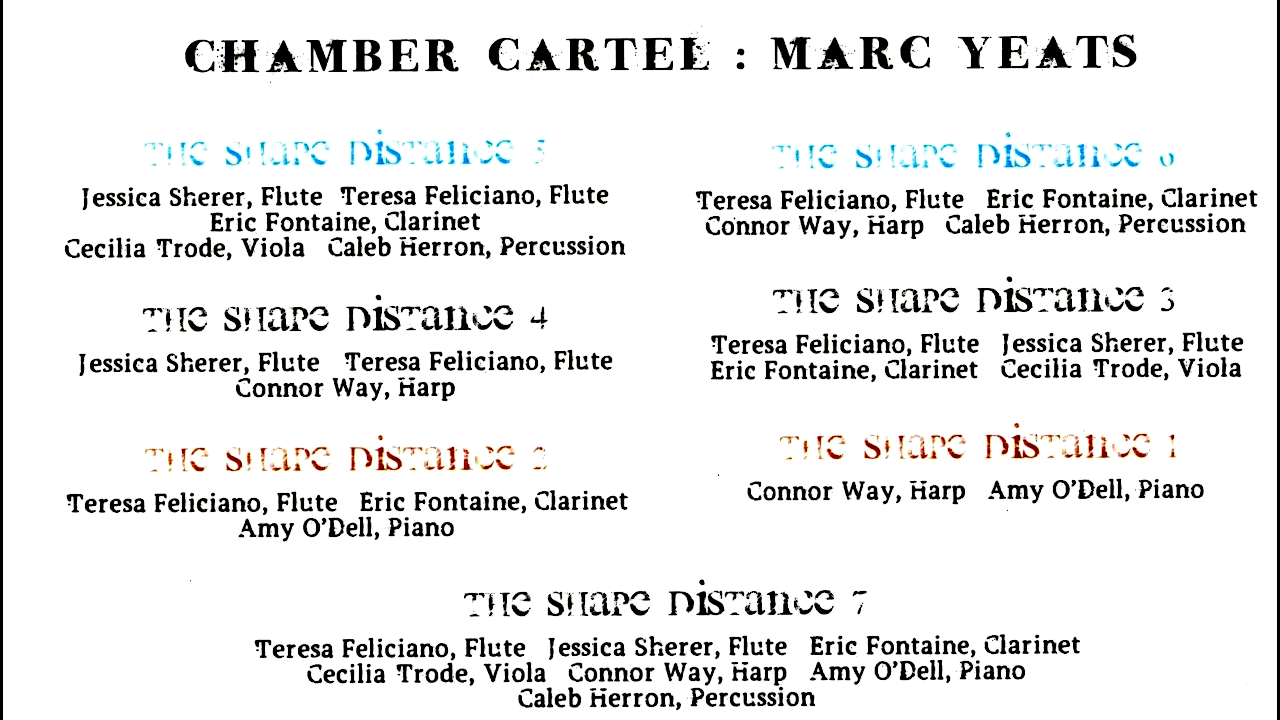 CHAMBER CARTEL : MARC YEATS
THE SHAPE DISTANCE 5
Jessica Sherer, Flute Teresa Feliciano, Flute
Eric Fontaine, Clarinet
Cecilia Trode, Viola Caleb Herron, Percussion
THE SHAPE DISTANCE 6
Teresa Feliciano, Flute Eric Fontaine, Clarinet
Connor Way, Harp Caleb Herron, Percussion
THE SHAPE DISTANCE 4
Jessica Sherer, Flute Teresa Feliciano, Flute
Connor Way, Harp
THE SHAPE DISTANCE 3
Teresa Feliciano, Flute Jessica Sherer, Flute
Eric Fontaine, Clarinet Cecilia Trode, Viola
THE SHAPE DISTANCE 2
Teresa Feliciano, Flute Eric Fontaine, Clarinet
Amy O'Dell, Piano
THE SHAPE DISTANCE 1
Connor Way, Harp Amy O'Dell, Piano
THE SHAPE DISTANCE 7
Teresa Feliciano, Flute Jessica Sherer, Flute Eric Fontaine, Clarinet
Cecilia Trode, Viola Connor Way, Harp Amy O'Dell, Piano
Caleb Herron, Percussion